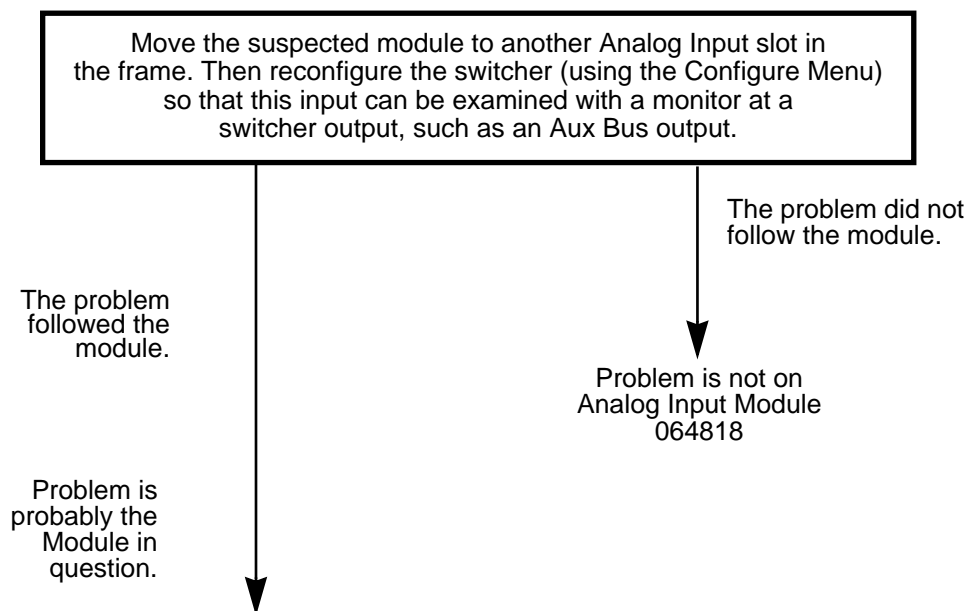 Move the suspected module to another Analog Input slot in
the frame. Then reconfigure the switcher (using the Configure Menu)
so that this input can be examined with a monitor at a
switcher output, such as an Aux Bus output.
The problem did not
follow the module.
The problem
followed the
module.
Problem is not on
Analog Input Module
064818
Problem is
probably the
Module in
question.